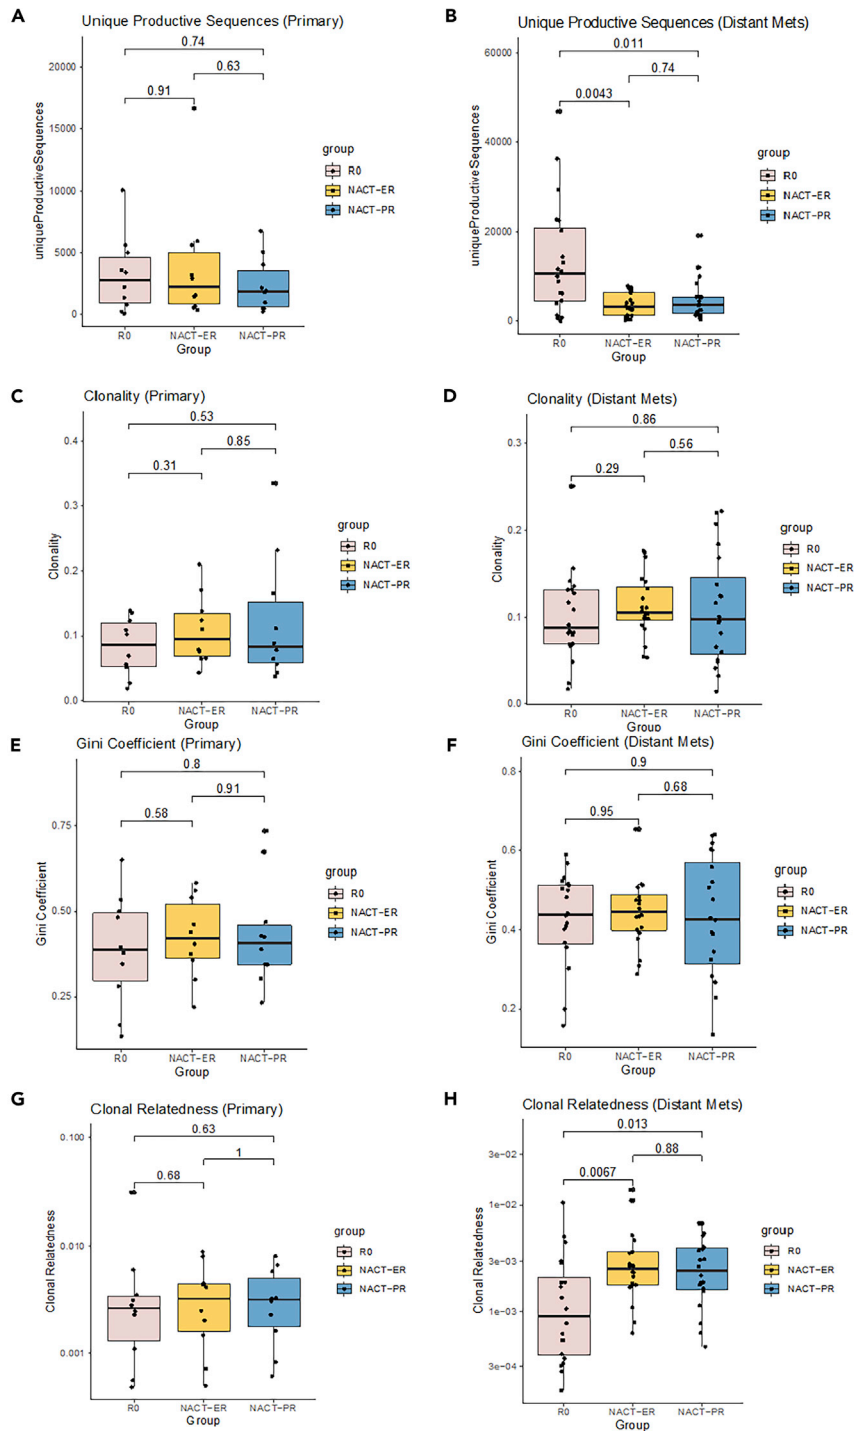 A
Unique Productive Sequences (Primary)
0.74
0.63
0.91
20000
15000
10000
5000
0
uniqueProductiveSequences
R0
NACT-ER
NACT-PR
Group
group
R0
NACT-ER
NACT-PR
B
Unique Productive Sequences (Distant Mets)
0.011
0.74
0.0043
60000
40000
20000
0
uniqueProductiveSequences
R0
NACT-ER
NACT-PR
Group
group
R0
NACT-ER
NACT-PR
C
Clonality (Primary)
0.53
0.85
0.31
0.4
0.3
0.2
0.1
0.0
Clonality
R0
NACT-ER
NACT-PR
Group
group
R0
NACT-ER
NACT-PR
D
Clonality (Distant Mets)
0.86
0.56
0.29
0.3
0.2
0.1
0.0
Clonality
R0
NACT-ER
NACT-PR
Group
group
R0
NACT-ER
NACT-PR
E
Gini Coefficient (Primary)
0.8
0.91
0.58
0.75
0.50
0.25
Gini Coefficient
R0
NACT-ER
NACT-PR
Group
group
R0
NACT-ER
NACT-PR
F
Gini Coefficient (Distant Mets)
0.9
0.68
0.95
0.8
0.6
0.4
0.2
Gini Coefficient
R0
NACT-ER
NACT-PR
Group
group
R0
NACT-ER
NACT-PR
G
Clonal Relatedness (Primary)
0.63
1
0.68
0.100
0.010
0.001
Clonal Relatedness
R0
NACT-ER
NACT-PR
Group
group
R0
NACT-ER
NACT-PR
H
Clonal Relatedness (Distant Mets)
0.013
0.88
0.0067
3e-02
1e-02
3e-03
1e-03
3e-04
Clonal Relatedness
R0
NACT-ER
NACT-PR
Group
group
R0
NACT-ER
NACT-PR